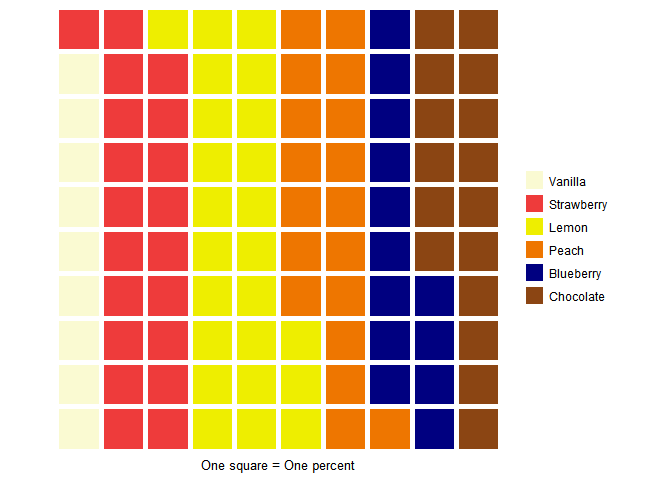 Vanilla
Strawberry
Lemon
Peach
Blueberry
Chocolate
One square = One percent